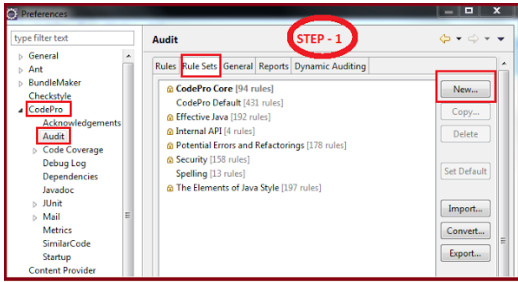 Preferences
type filter text
General
Ant
BundleMaker
Checkstyle
CodePro
Acknowledgements
Audit
Code Coverage
Debug Log
Dependencies
Javadoc
JUnit
Mail
Metrics
SimilarCode
Startup
Content Provider
Audit
STEP - 1
Rules Rule Sets General Reports Dynamic Auditing
CodePro Core [94 rules]
CodePro Default [431 rules]
Effective Java [192 rules]
Internal API [4 rules]
Potential Errors and Refactorings [178 rules]
Security [158 rules]
Spelling [13 rules]
The Elements of Java Style [197 rules]
New...
Copy...
Delete
Set Default
Import...
Convert...
Export...